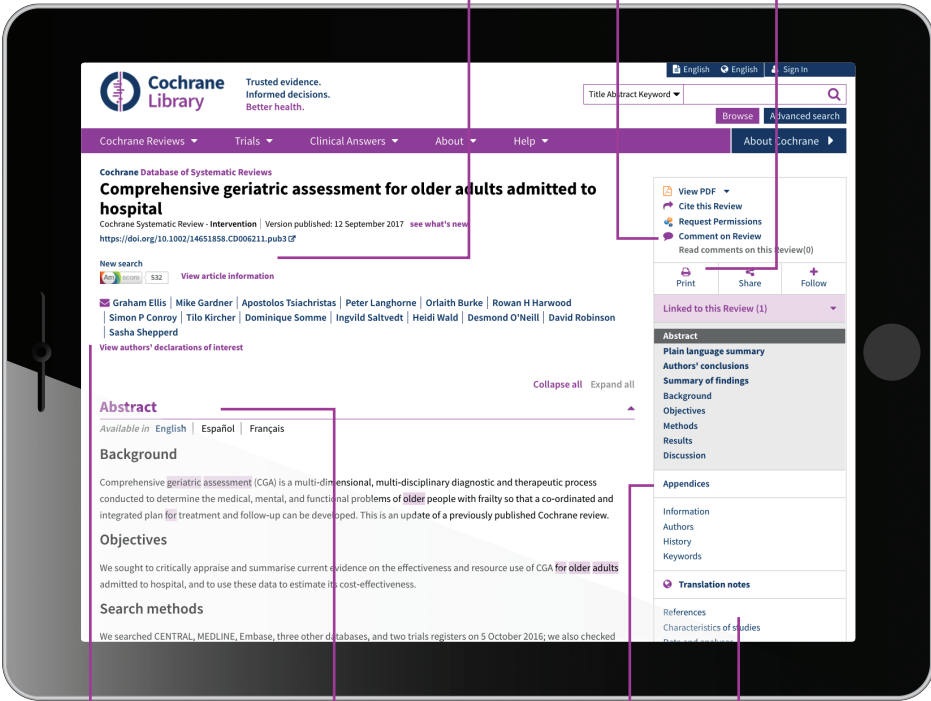 English English Sign In
Cochrane
Library
Trusted evidence.
Informed decisions.
Better health.
Title Abstract Keyword
Browse Advanced search
Cochrane Reviews Trials Clinical Answers About Help About Cochrane
Cochrane Database of Systematic Reviews
Comprehensive geriatric assessment for older adults admitted to
hospital
Cochrane Systematic Review - Intervention | Version published: 12 September 2017 see what's new
https://doi.org/10.1002/14651858.CD006211.pub3
New search
Am score 532 View article information
Graham Ellis | Mike Gardner | Apostolos Tsiachristas | Peter Langhorne | Orlaith Burke | Rowan H Harwood
| Simon P Conroy | Tilo Kircher | Dominique Somme | Ingvild Saltvedt | Heidi Wald | Desmond O'Neill | David Robinson
| Sasha Shepperd
View authors' declarations of interest
Collapse all Expand all
Abstract
Available in English | Español | Français
Background
Comprehensive geriatric assessment (CGA) is a multi-dimensional, multi-disciplinary diagnostic and therapeutic process
conducted to determine the medical, mental, and functional problems of older people with frailty so that a co-ordinated and
integrated plan for treatment and follow-up can be developed. This is an update of a previously published Cochrane review.
Objectives
We sought to critically appraise and summarise current evidence on the effectiveness and resource use of CGA for older adults
admitted to hospital, and to use these data to estimate its cost-effectiveness.
Search methods
We searched CENTRAL, MEDLINE, Embase, three other databases, and two trials registers on 5 October 2016; we also checked
View PDF
Cite this Review
Request Permissions
Comment on Review
Read comments on this Review(0)
Print Share Follow
Linked to this Review (1)
Abstract
Plain language summary
Authors' conclusions
Summary of findings
Background
Objectives
Methods
Results
Discussion
Appendices
Information
Authors
History
Keywords
Translation notes
References
Characteristics of studies
Data and analyses